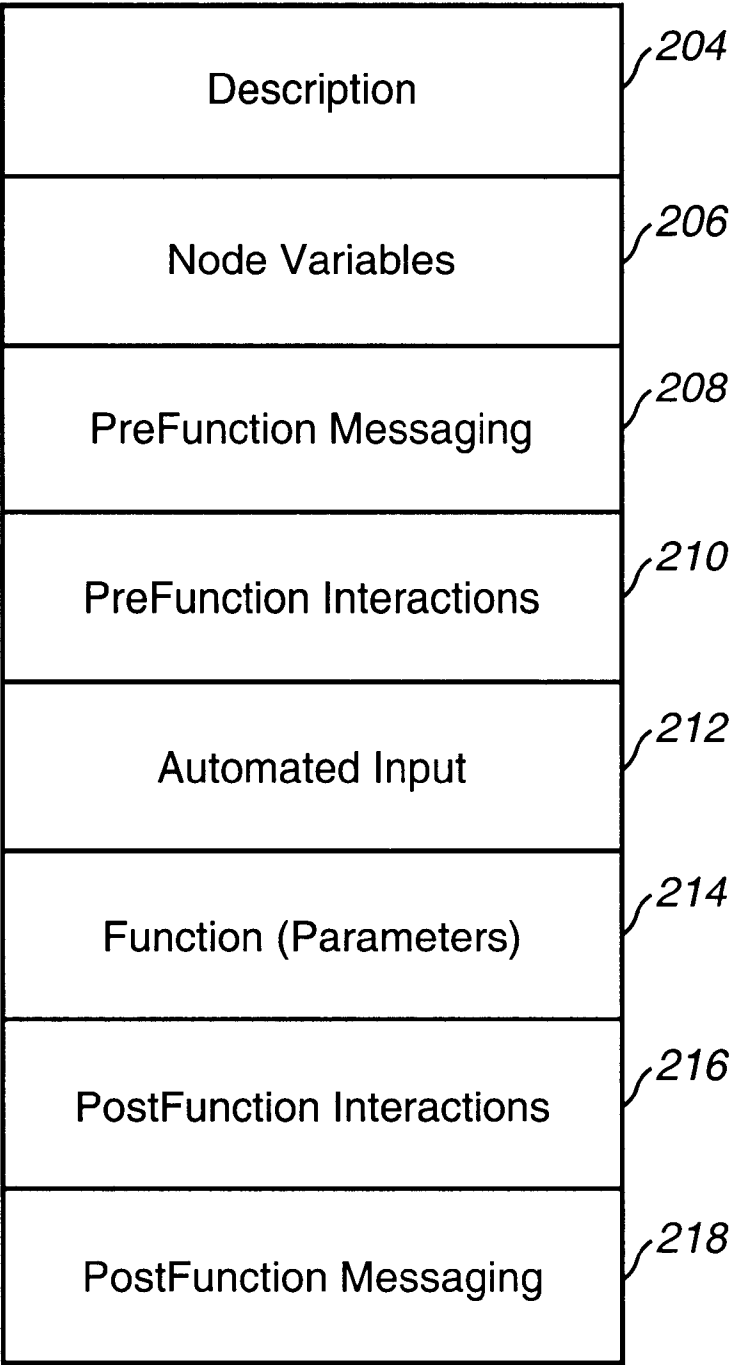 204
Description
206
Node Variables
208
PreFunction Messaging
210
PreFunction Interactions
212
Automated Input
214
Function (Parameters)
216
PostFunction Interactions
218
PostFunction Messaging